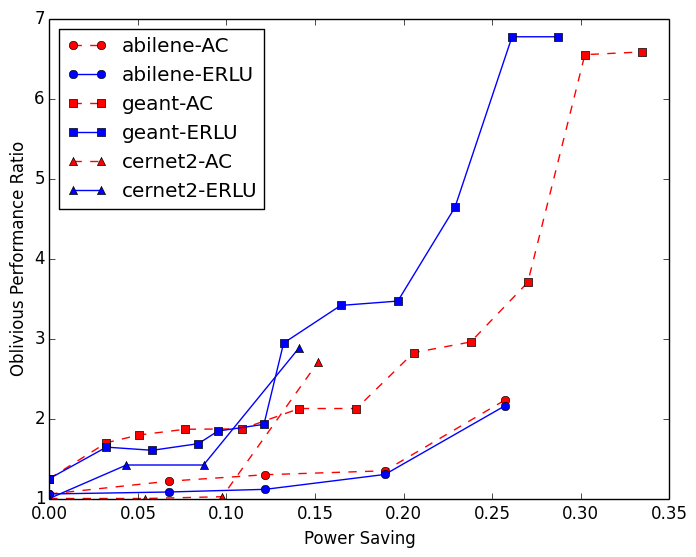 7
6
5
4
3
2
1
Oblivious Performance Ratio
abilene-AC
abilene-ERLU
geant-AC
geant-ERLU
cernet2-AC
cernet2-ERLU
0.00 0.05 0.10 0.15 0.20 0.25 0.30 0.35
Power Saving